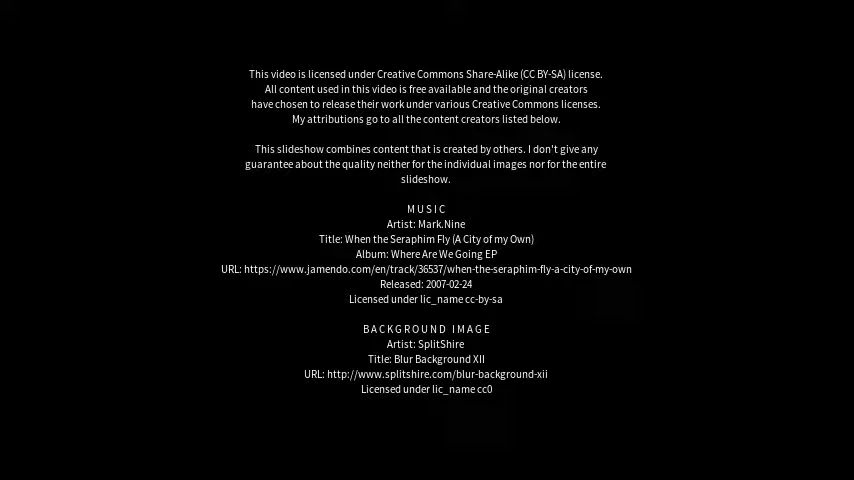 This video is licensed under Creative Commons Share-Alike (CC BY-SA) license.
All content used in this video is free available and the original creators
have chosen to release their work under various Creative Commons licenses.
My attributions go to all the content creators listed below.
This slideshow combines content that is created by others. I don't give any
guarantee about the quality neither for the individual images nor for the entire
slideshow.
MUSIC
Artist: Mark.Nine
Title: When the Seraphim Fly (A City of my Own)
Album: Where Are We Going EP
URL: https://www.jamendo.com/en/track/36537/when-the-seraphim-fly-a-city-of-my-own
Released: 2007-02-24
Licensed under lic_name cc-by-sa
BACKGROUND IMAGE
Artist: SplitShire
Title: Blur Background XII
URL: http://www.splitshire.com/blur-background-xii
Licensed under lic_name cc0